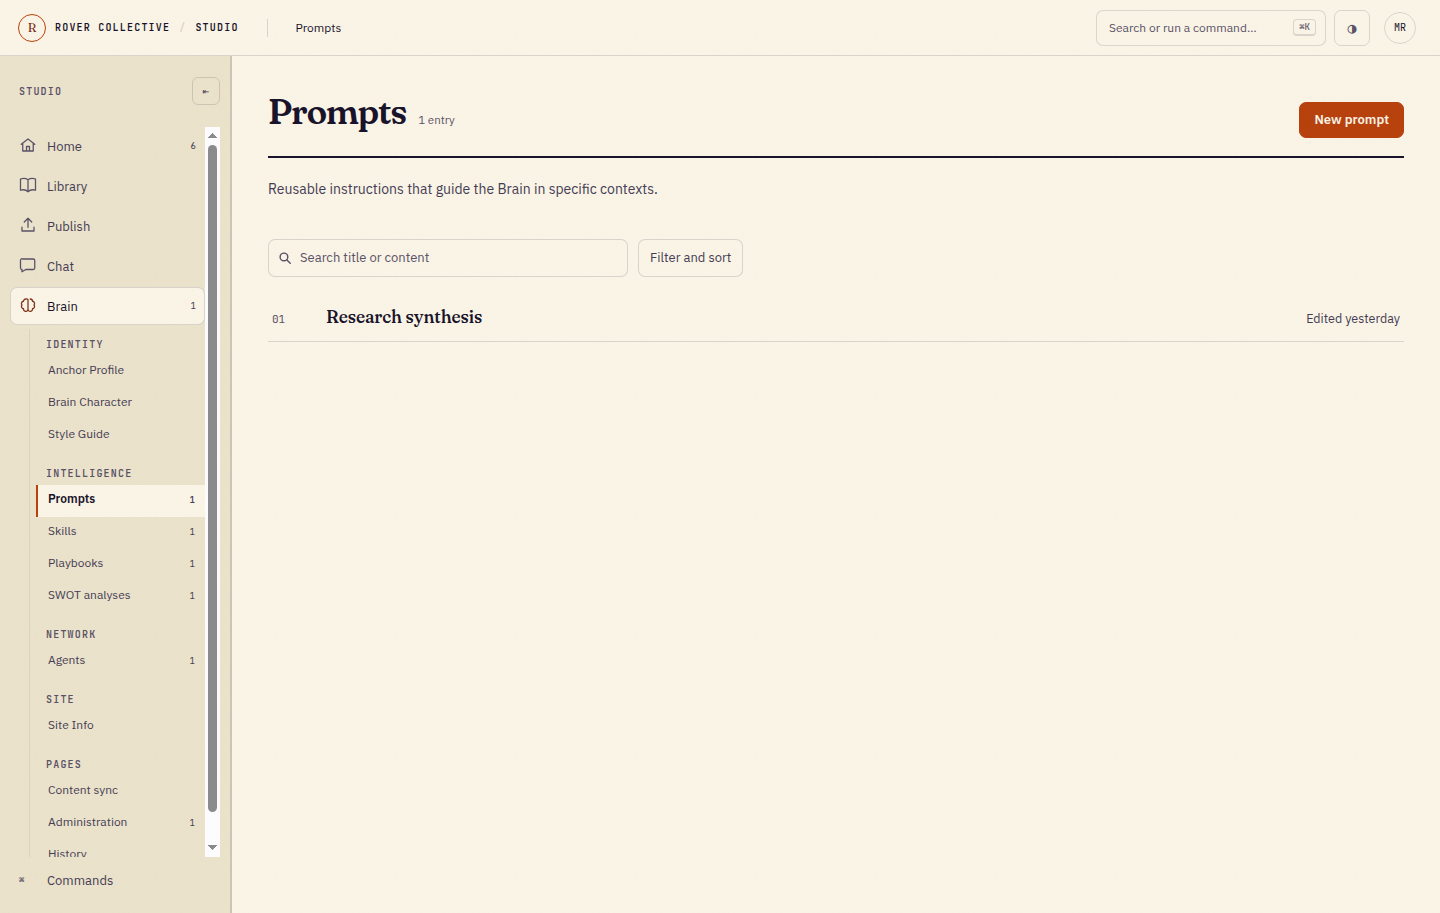 R ROVER COLLECTIVE / STUDIO
Prompts
Search or run a command... ⌘K
MR
STUDIO
Home 6
Library
Publish
Chat
Brain 1
IDENTITY
Anchor Profile
Brain Character
Style Guide
INTELLIGENCE
Prompts 1
Skills 1
Playbooks 1
SWOT analyses 1
NETWORK
Agents 1
SITE
Site Info
PAGES
Content sync
Administration 1
History
⌘ Commands
Prompts 1 entry
New prompt
Reusable instructions that guide the Brain in specific contexts.
Search title or content
Filter and sort
01 Research synthesis Edited yesterday